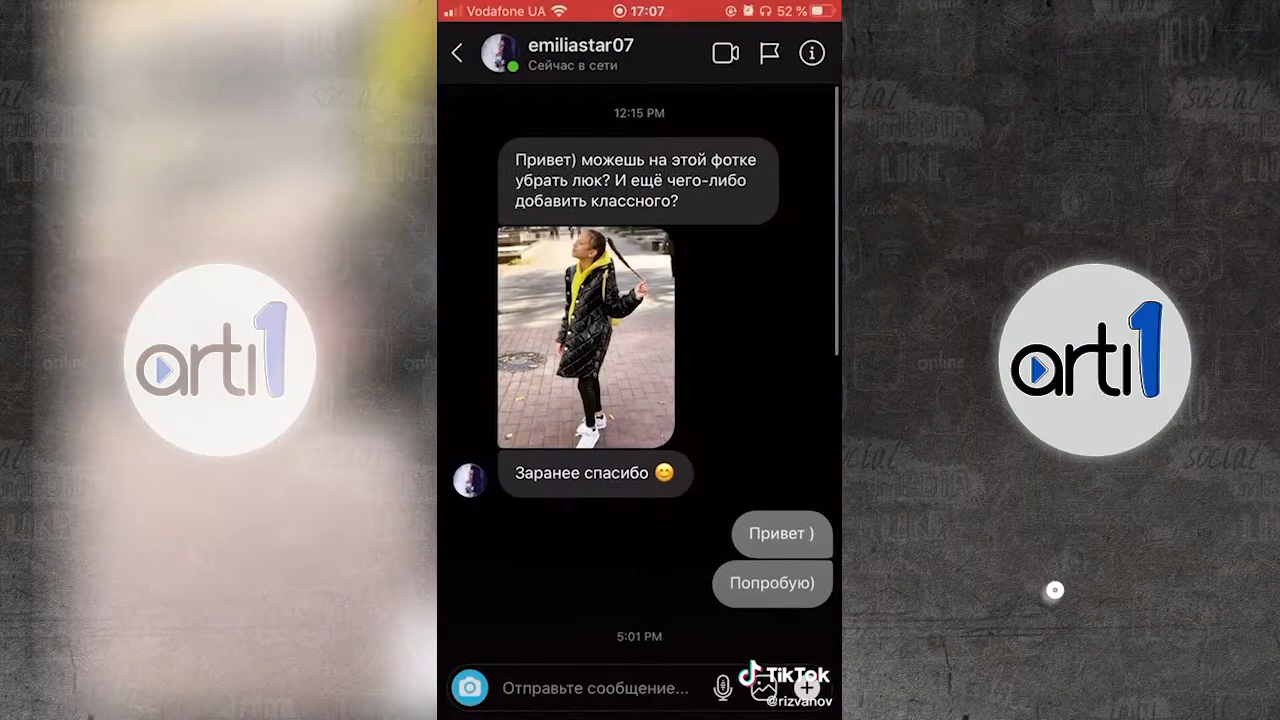 Vodafone UA
17:07
52 %
emiliastar07
Сейчас в сети
12:15 PM
Привет) можешь на этой фотке
убрать люк? И ещё чего-либо
добавить классного?
Заранее спасибо
Привет )
Попробую)
5:01 PM
Отправьте сообщение...
TikTok
@rizvanov
arti1
arti1